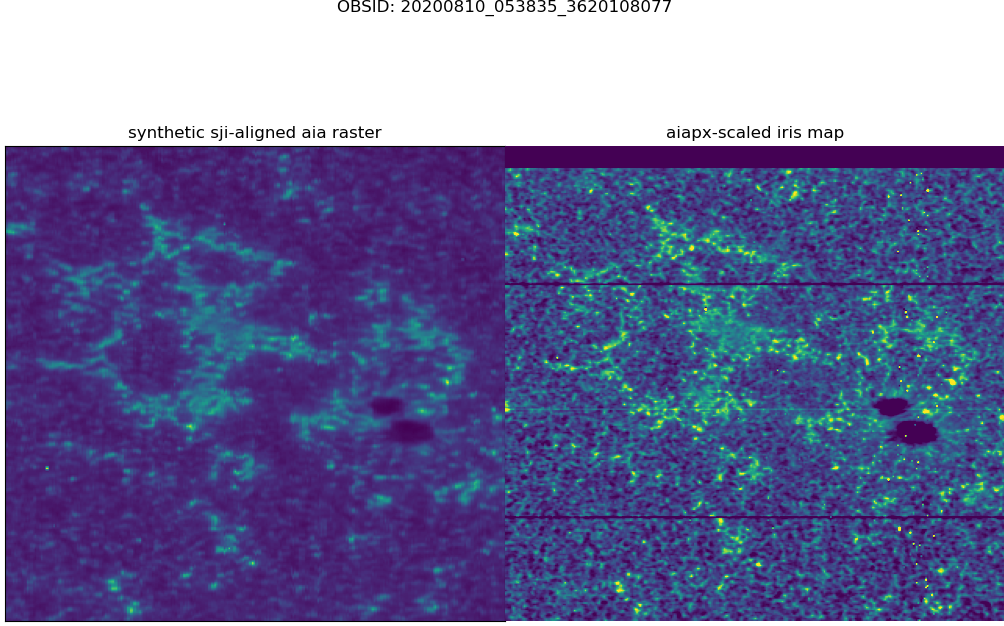 OBSID: 20200810_053835_3620108077
synthetic sji-aligned aia raster
aiapx-scaled iris map